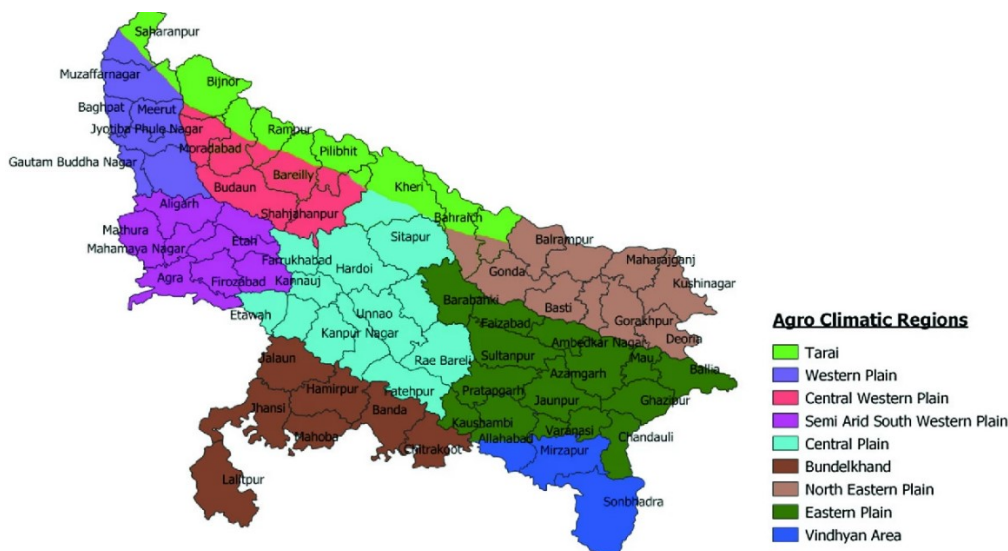 Saharanpur
Muzaffarnagar
Bijnor
Baghpat
Meerut
Jyotiba Phule Nagar
Rampur
Moradabad
Pilibhit
Gautam Buddha Nagar
Bareilly
Budaun
Kheri
Aligarh
Shahjahanpur
Bahraich
Mathura
Etah
Sitapur
Balrampur
Mahamaya Nagar
Farrukhabad
Maharajganj
Agra
Firozabad
Kannauj
Hardoi
Gonda
Kushinagar
Etawah
Unnao
Barabanki
Basti
Gorakhpur
Kanpur Nagar
Faizabad
Deoria
Ambedkar Nagar
Jalaun
Rae Bareli
Sultanpur
Mau
Ballia
Azamgarh
Hamirpur
Fatehpur
Pratapgarh
Jaunpur
Ghazipur
Jhansi
Banda
Kaushambi
Varanasi
Mahoba
Allahabad
Chandauli
Chitrakoot
Mirzapur
Lalitpur
Sonbhadra
Agro Climatic Regions
Tarai
Western Plain
Central Western Plain
Semi Arid South Western Plain
Central Plain
Bundelkhand
North Eastern Plain
Eastern Plain
Vindhyan Area